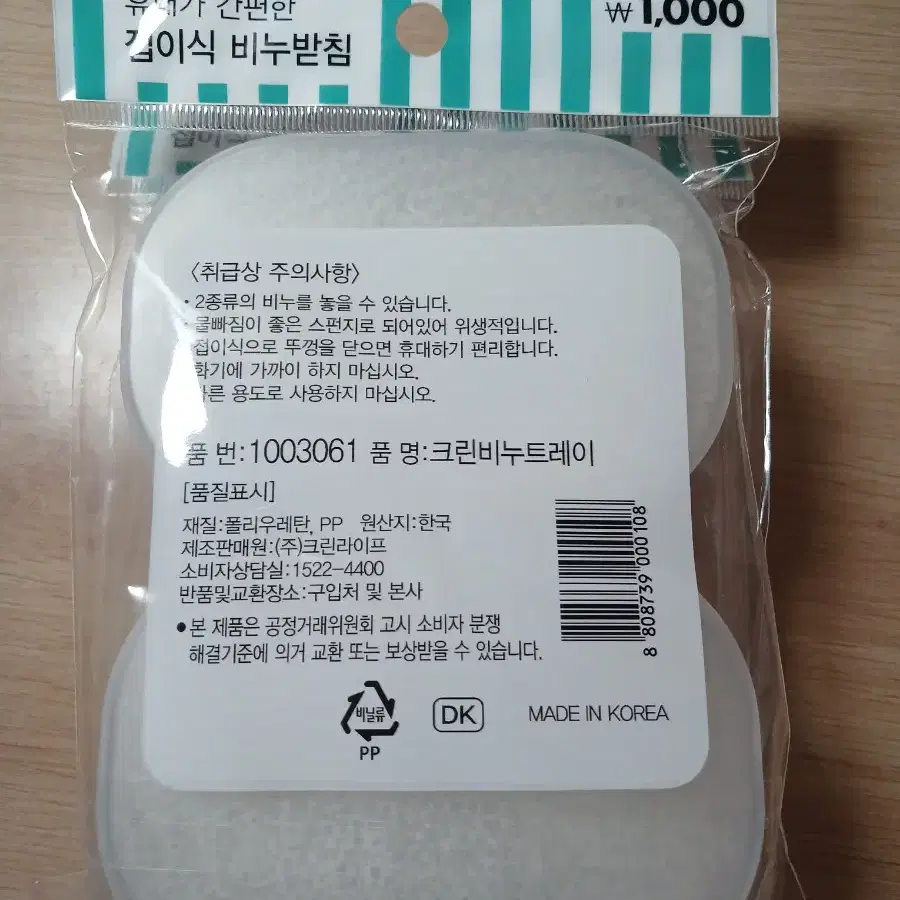 휴대가 간편한
접이식 비누받침
₩1,000
접이식
〈취급상 주의사항〉
· 2종류의 비누를 놓을 수 있습니다.
· 물빠짐이 좋은 스펀지로 되어있어 위생적입니다.
접이식으로 뚜껑을 닫으면 휴대하기 편리합니다.
화기에 가까이 하지 마십시오.
다른 용도로 사용하지 마십시오.
품 번:1003061 품 명:크린비누트레이
[품질표시]
재질:폴리우레탄, PP 원산지:한국
제조판매원:(주)크린라이프
소비자상담실:1522-4400
반품및교환장소:구입처 및 본사
● 본 제품은 공정거래위원회 고시 소비자 분쟁
해결기준에 의거 교환 또는 보상받을 수 있습니다.
8 808739 000108
비닐류
PP
DK
MADE IN KOREA